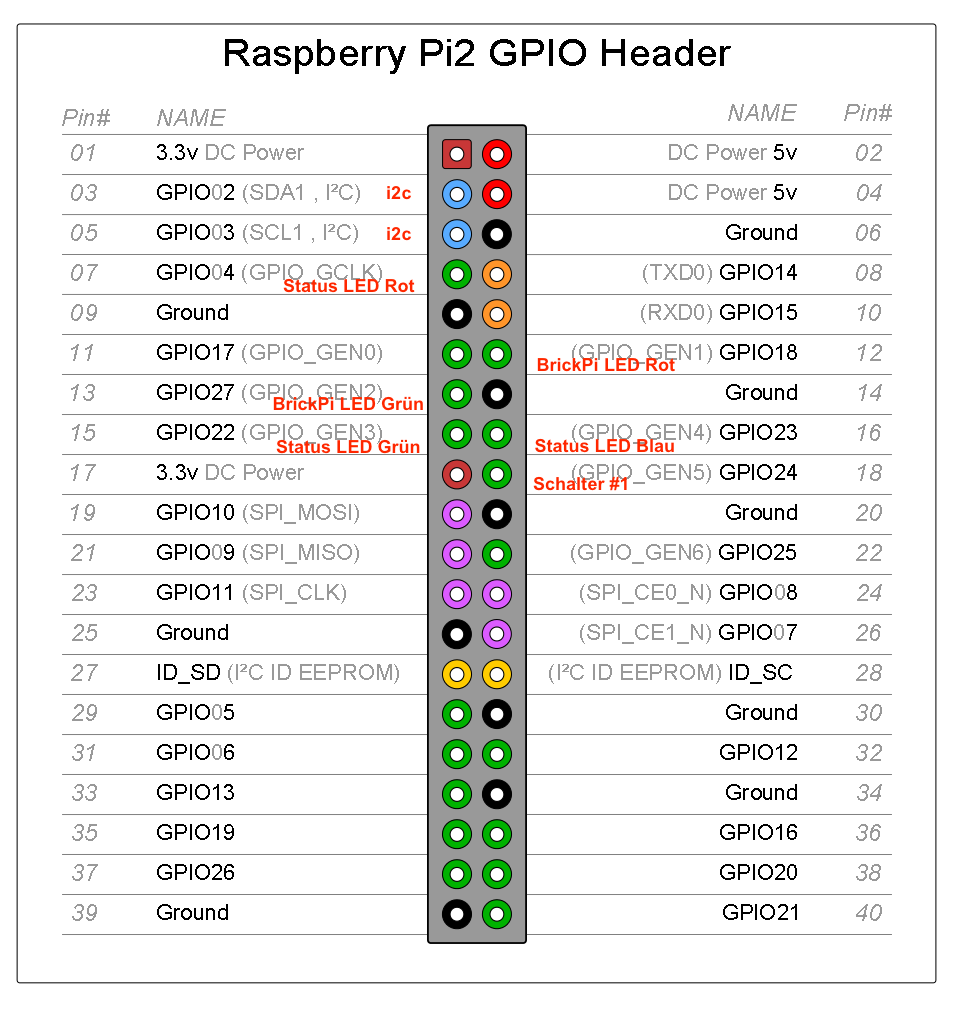 Raspberry Pi2 GPIO Header
Pin# NAME NAME Pin#
01 3.3v DC Power DC Power 5v 02
03 GPIO02 (SDA1 , I²C) i2c DC Power 5v 04
05 GPIO03 (SCL1 , I²C) i2c Ground 06
07 GPIO04 (GPIO_GCLK) (TXD0) GPIO14 08
Status LED Rot
09 Ground (RXD0) GPIO15 10
11 GPIO17 (GPIO_GEN0) (GPIO_GEN1) GPIO18 12
BrickPi LED Rot
13 GPIO27 (GPIO_GEN2) Ground 14
BrickPi LED Grün
15 GPIO22 (GPIO_GEN3) (GPIO_GEN4) GPIO23 16
Status LED Grün Status LED Blau
17 3.3v DC Power (GPIO_GEN5) GPIO24 18
Schalter #1
19 GPIO10 (SPI_MOSI) Ground 20
21 GPIO09 (SPI_MISO) (GPIO_GEN6) GPIO25 22
23 GPIO11 (SPI_CLK) (SPI_CE0_N) GPIO08 24
25 Ground (SPI_CE1_N) GPIO07 26
27 ID_SD (I²C ID EEPROM) (I²C ID EEPROM) ID_SC 28
29 GPIO05 Ground 30
31 GPIO06 GPIO12 32
33 GPIO13 Ground 34
35 GPIO19 GPIO16 36
37 GPIO26 GPIO20 38
39 Ground GPIO21 40